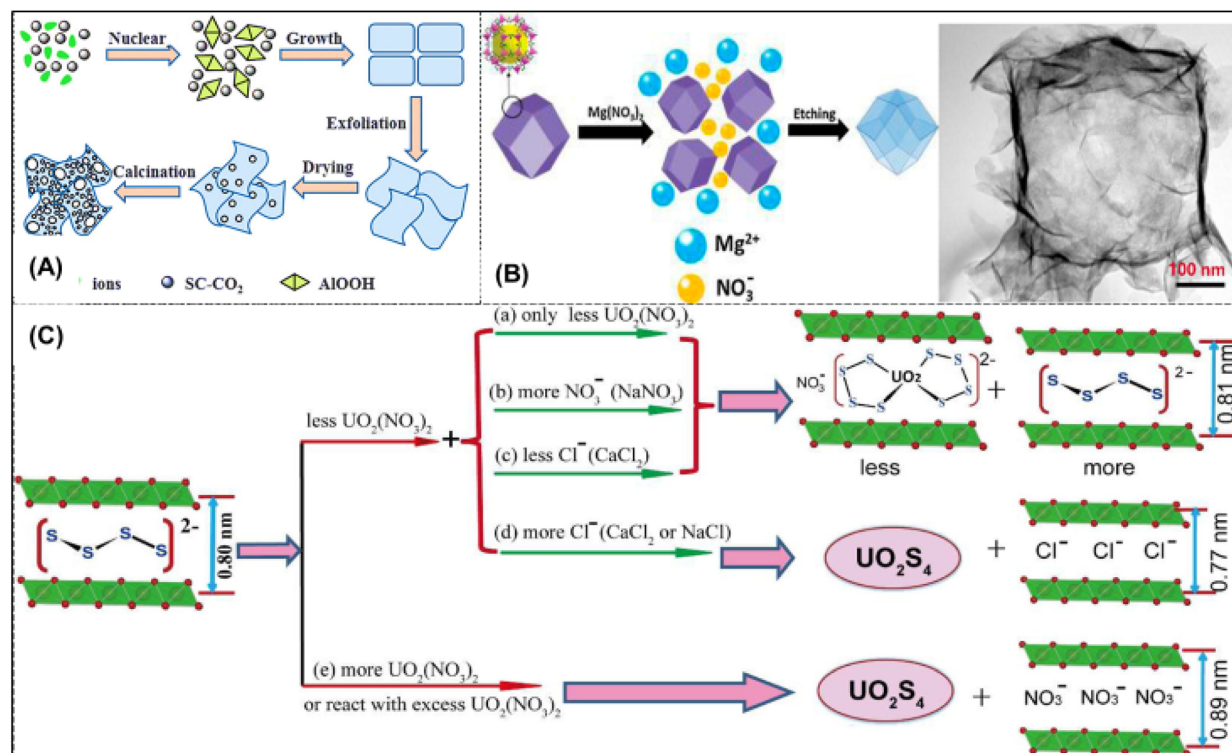 Nuclear
Growth
Exfoliation
Drying
Calcination
(A)
ions
SC-CO₂
AlOOH
Mg(NO₃)₂
Etching
Mg²⁺
NO₃⁻
(B)
100 nm
(C)
[S S S S]²⁻
0.80 nm
less UO₂(NO₃)₂
+
(a) only less UO₂(NO₃)₂
(b) more NO₃⁻ (NaNO₃)
(c) less Cl⁻ (CaCl₂)
(d) more Cl⁻ (CaCl₂ or NaCl)
(e) more UO₂(NO₃)₂
or react with excess UO₂(NO₃)₂
NO₃⁻ [S S S S UO₂ S S S S]²⁻
less
+
[S S S S]²⁻
more
0.81 nm
UO₂S₄
+
Cl⁻ Cl⁻ Cl⁻
0.77 nm
UO₂S₄
+
NO₃⁻ NO₃⁻ NO₃⁻
0.89 nm